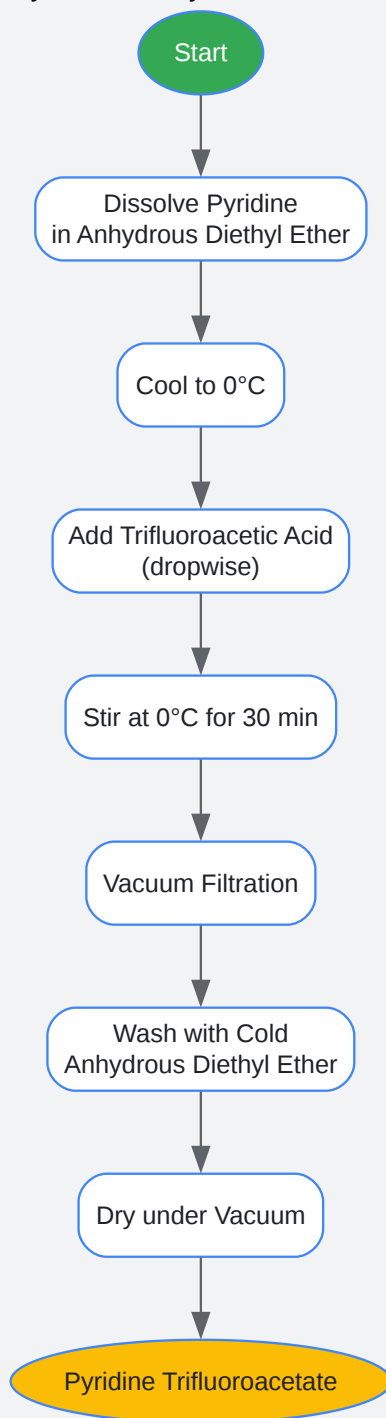 Start
Dissolve Pyridine
in Anhydrous Diethyl Ether
Cool to 0°C
Add Trifluoroacetic Acid
(dropwise)
Stir at 0°C for 30 min
Vacuum Filtration
Wash with Cold
Anhydrous Diethyl Ether
Dry under Vacuum
Pyridine Trifluoroacetate